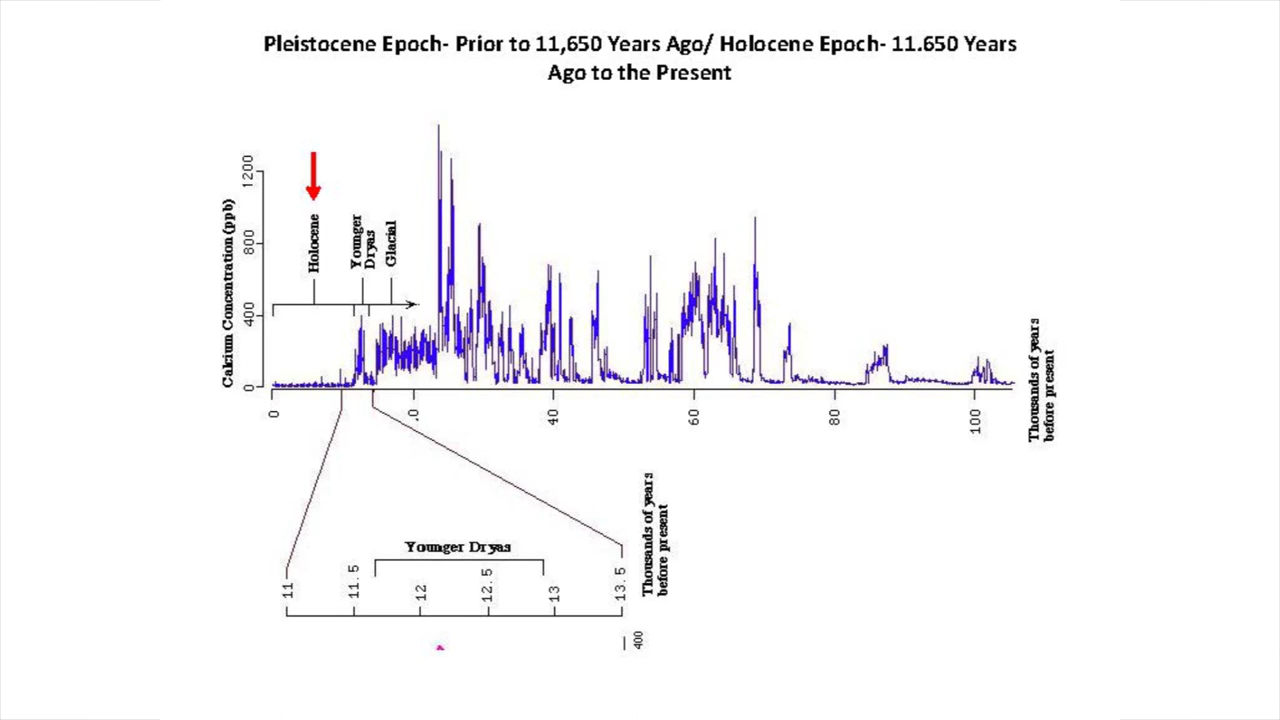 Pleistocene Epoch- Prior to 11,650 Years Ago/ Holocene Epoch- 11.650 Years
Ago to the Present
Calcium Concentration (ppb)
1200
800
400
0
Holocene
Younger
Dryas
Glacial
0
.0
40
60
80
100
Thousands of years
before present
Younger Dryas
11
11.5
12
12.5
13
13.5
Thousands of years
before present
400